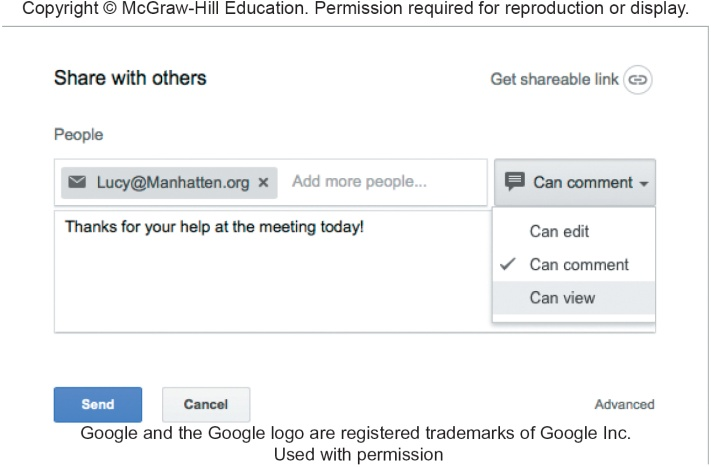 Copyright © McGraw-Hill Education. Permission required for reproduction or display.
Share with others
Get shareable link
People
Lucy@Manhatten.org × Add more people...
Can comment
Thanks for your help at the meeting today!
Can edit
Can comment
Can view
Send
Cancel
Advanced
Google and the Google logo are registered trademarks of Google Inc.
Used with permission